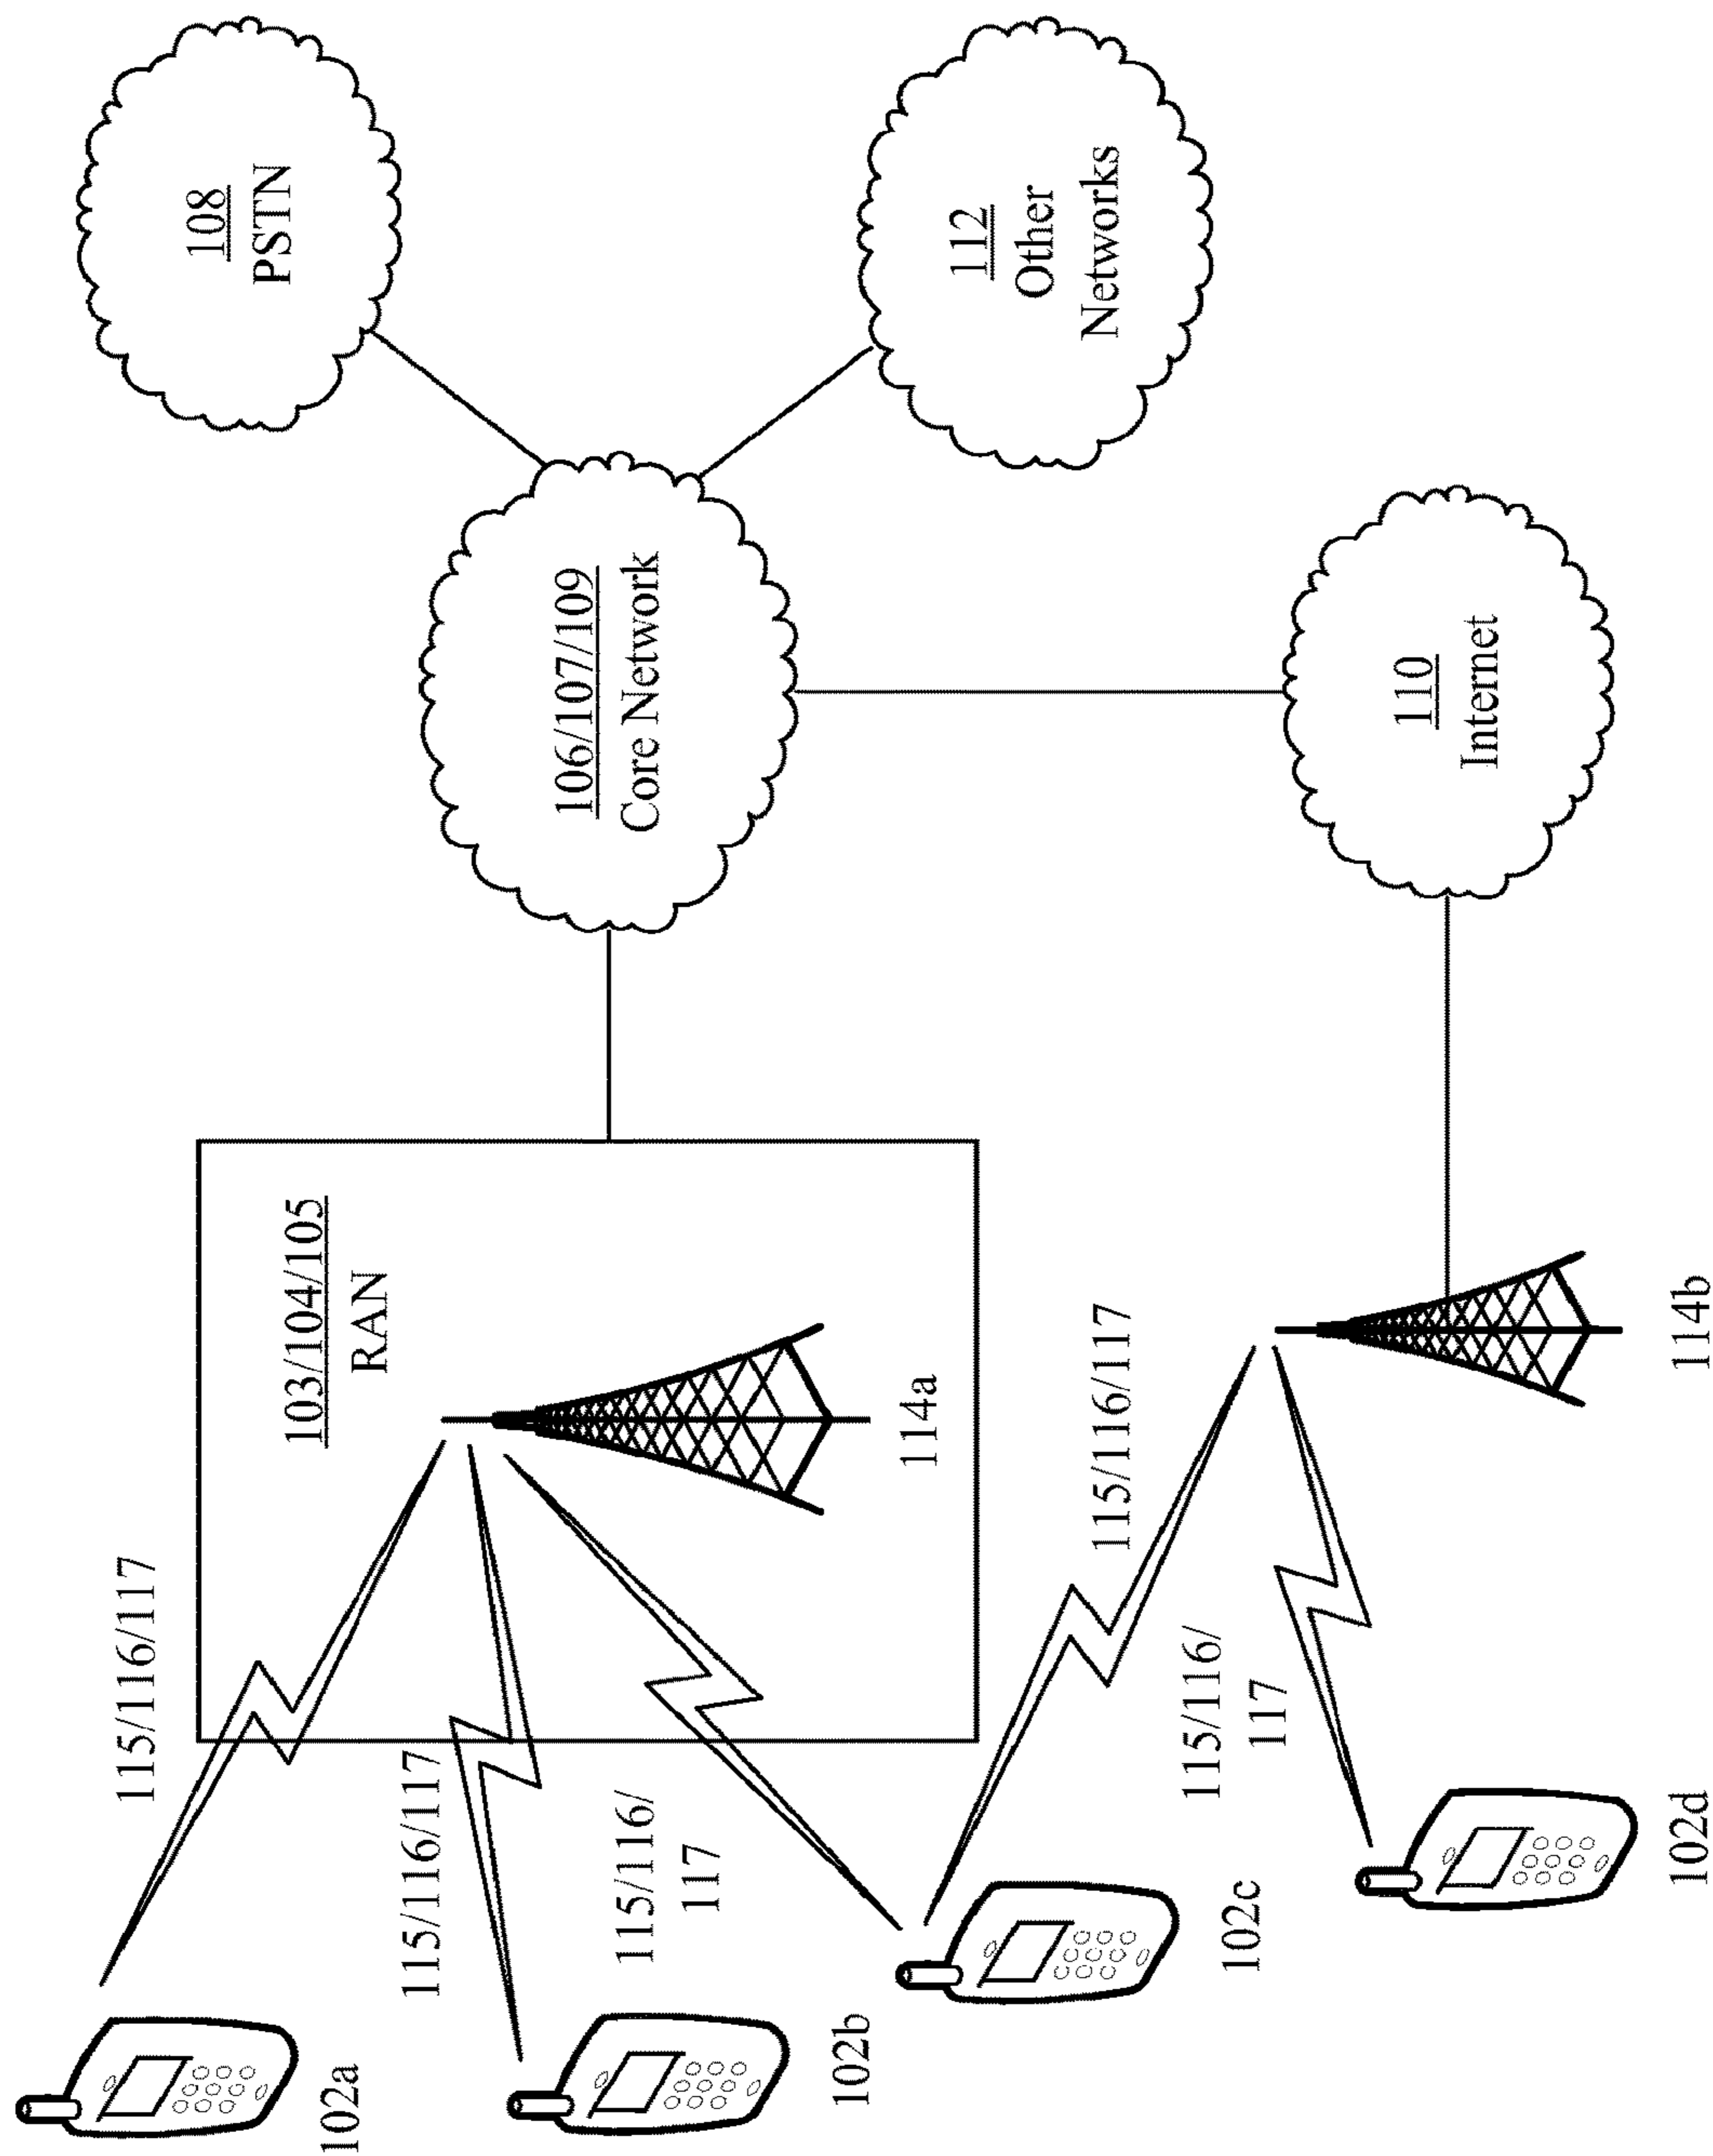 108
PSTN
106/107/109
Core Network
112
Other
Networks
103/104/105
RAN
115/116/117
114a
115/116/117
102a
115/116/
117
102b
115/116/117
110
Internet
115/116/
117
102c
114b
102d